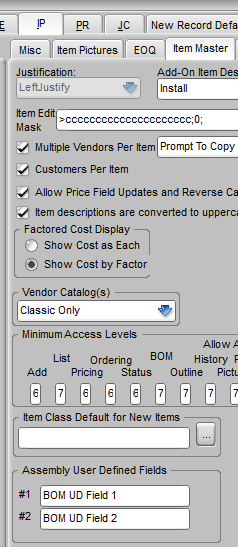 E IP PR JC New Record Defa
Misc Item Pictures EOQ Item Master
Justification: Add-On Item Des
LeftJustify Install
Item Edit
Mask >cccccccccccccccccccccc;0;
Multiple Vendors Per Item Prompt To Copy
Customers Per Item
Allow Price Field Updates and Reverse Ca
Item descriptions are converted to upperca
Factored Cost Display
Show Cost as Each
Show Cost by Factor
Vendor Catalog(s)
Classic Only
Minimum Access Levels
Allow A
List Ordering BOM History P
Add Pricing Status Outline Pictu
6 7 6 6 6 7 7 7
Item Class Default for New Items
...
Assembly User Defined Fields
#1 BOM UD Field 1
#2 BOM UD Field 2